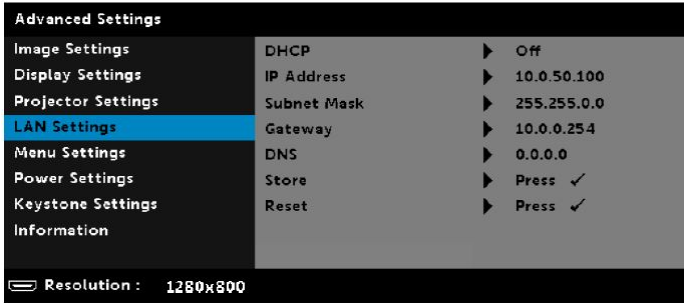 Advanced Settings
Image Settings
Display Settings
Projector Settings
LAN Settings
Menu Settings
Power Settings
Keystone Settings
Information
DHCP Off
IP Address 10.0.50.100
Subnet Mask 255.255.0.0
Gateway 10.0.0.254
DNS 0.0.0.0
Store Press ✓
Reset Press ✓
Resolution : 1280x800